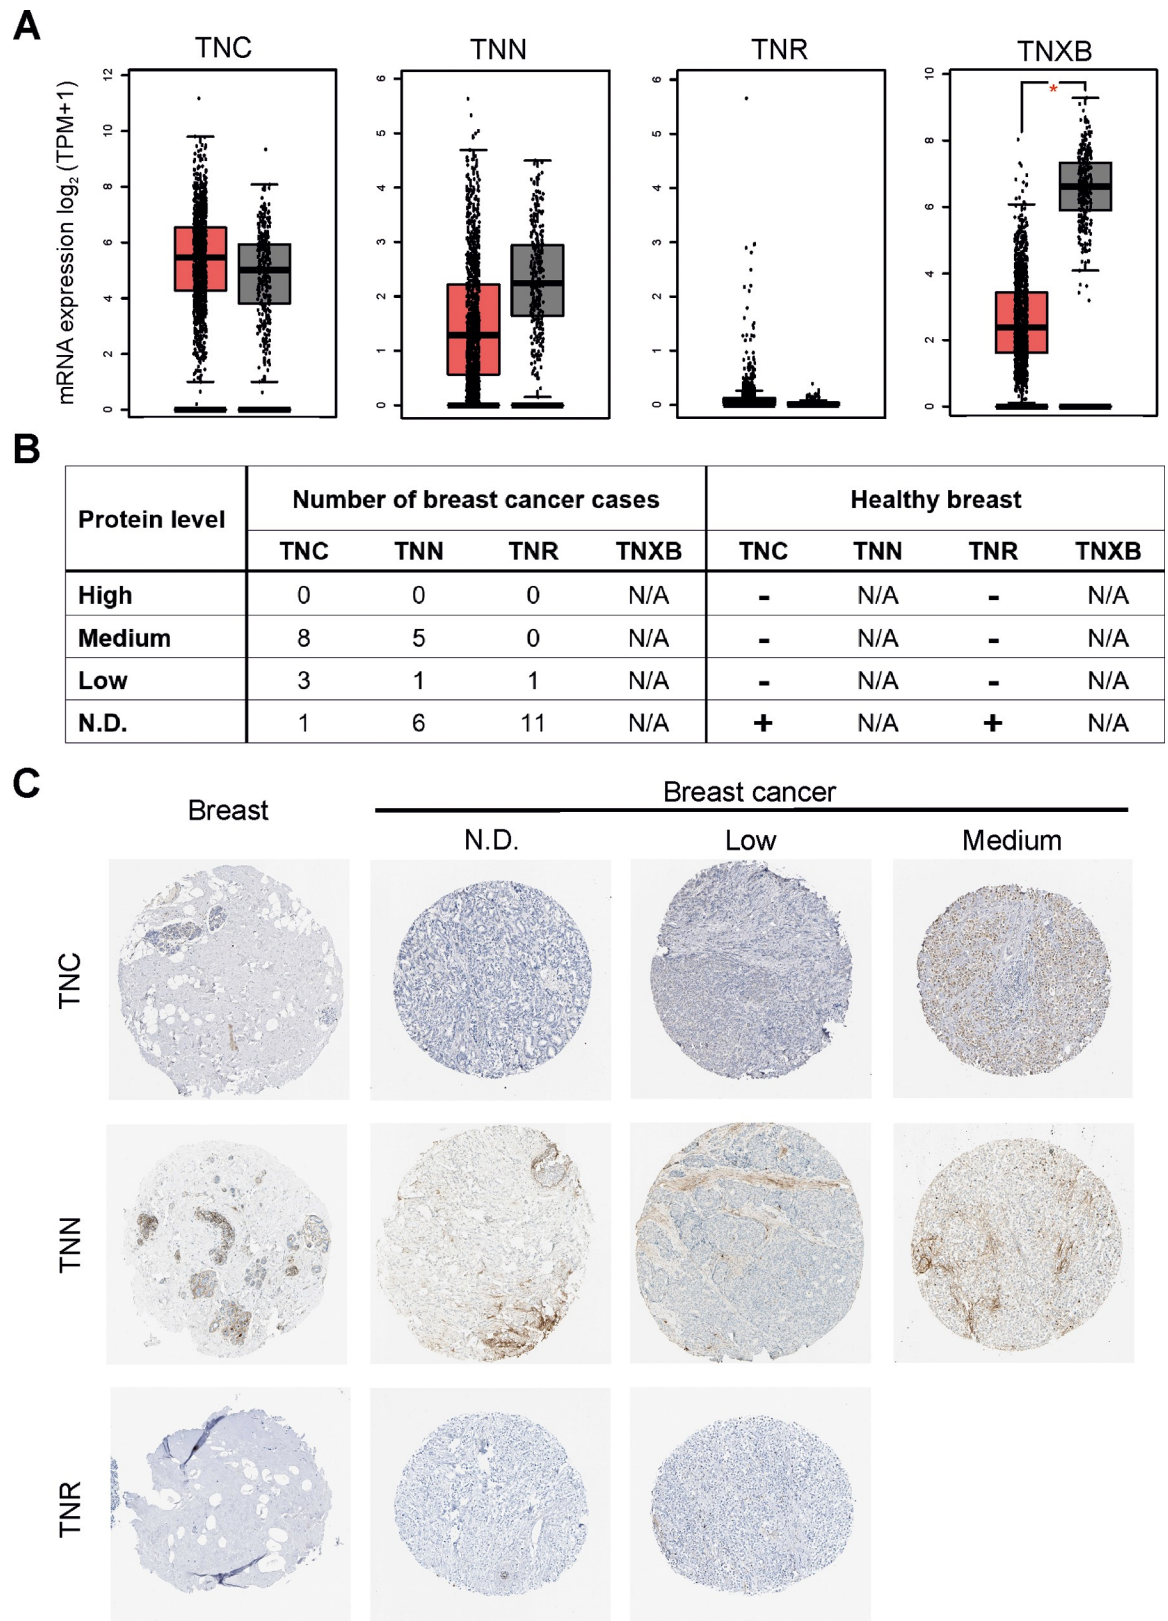 A
TNC TNN TNR TNXB
mRNA expression log₂ (TPM+1)
12
10
8
6
4
2
0
6
5
4
3
2
1
0
6
5
4
3
2
1
0
10
8
6
4
2
0
*
B
Protein level Number of breast cancer cases Healthy breast
TNC TNN TNR TNXB TNC TNN TNR TNXB
High 0 0 0 N/A - N/A - N/A
Medium 8 5 0 N/A - N/A - N/A
Low 3 1 1 N/A - N/A - N/A
N.D. 1 6 11 N/A + N/A + N/A
C
Breast Breast cancer
N.D. Low Medium
TNC
TNN
TNR